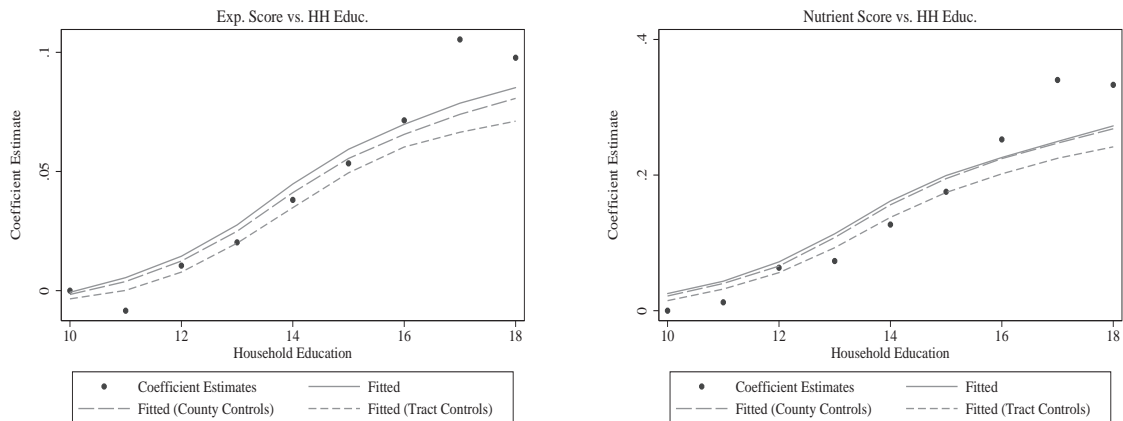 Exp. Score vs. HH Educ.
Coefficient Estimate
.1
.05
0
10 12 14 16 18
Household Education
Coefficient Estimates Fitted
Fitted (County Controls) Fitted (Tract Controls)
Nutrient Score vs. HH Educ.
Coefficient Estimate
.4
.2
0
10 12 14 16 18
Household Education
Coefficient Estimates Fitted
Fitted (County Controls) Fitted (Tract Controls)